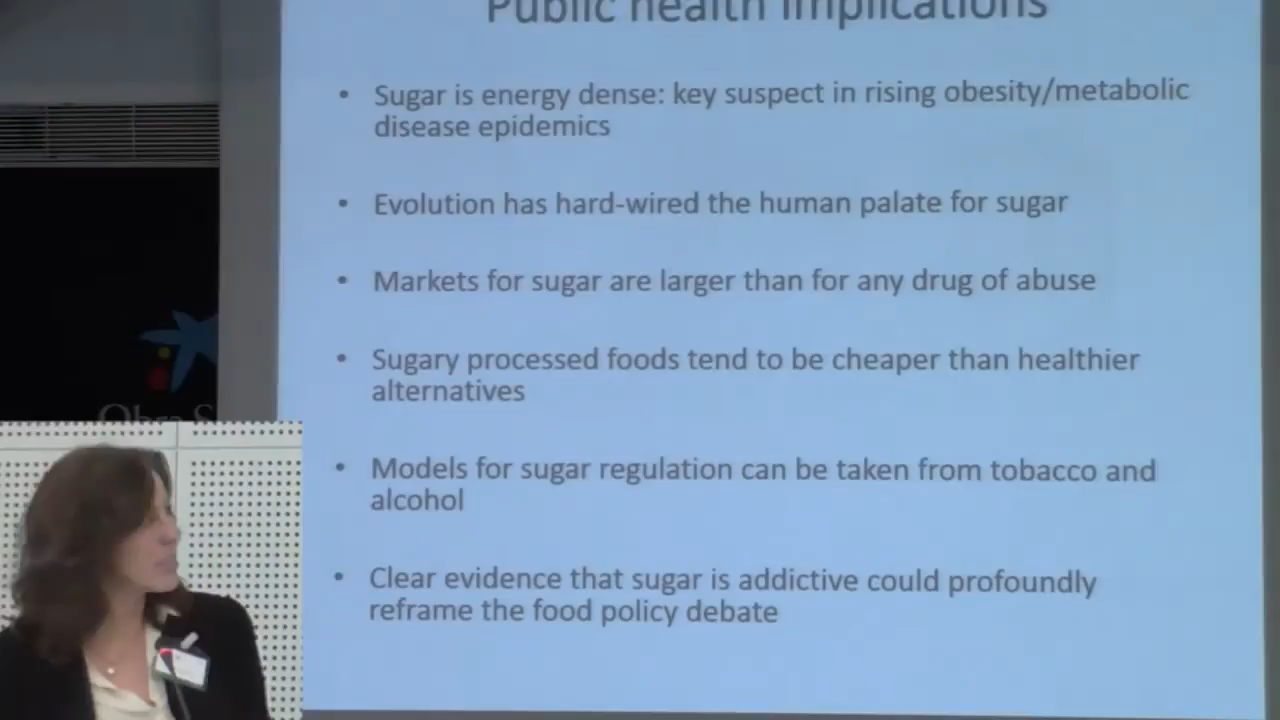 Public health implications
• Sugar is energy dense: key suspect in rising obesity/metabolic
disease epidemics
• Evolution has hard-wired the human palate for sugar
• Markets for sugar are larger than for any drug of abuse
• Sugary processed foods tend to be cheaper than healthier
alternatives
• Models for sugar regulation can be taken from tobacco and
alcohol
• Clear evidence that sugar is addictive could profoundly
reframe the food policy debate
Obra S